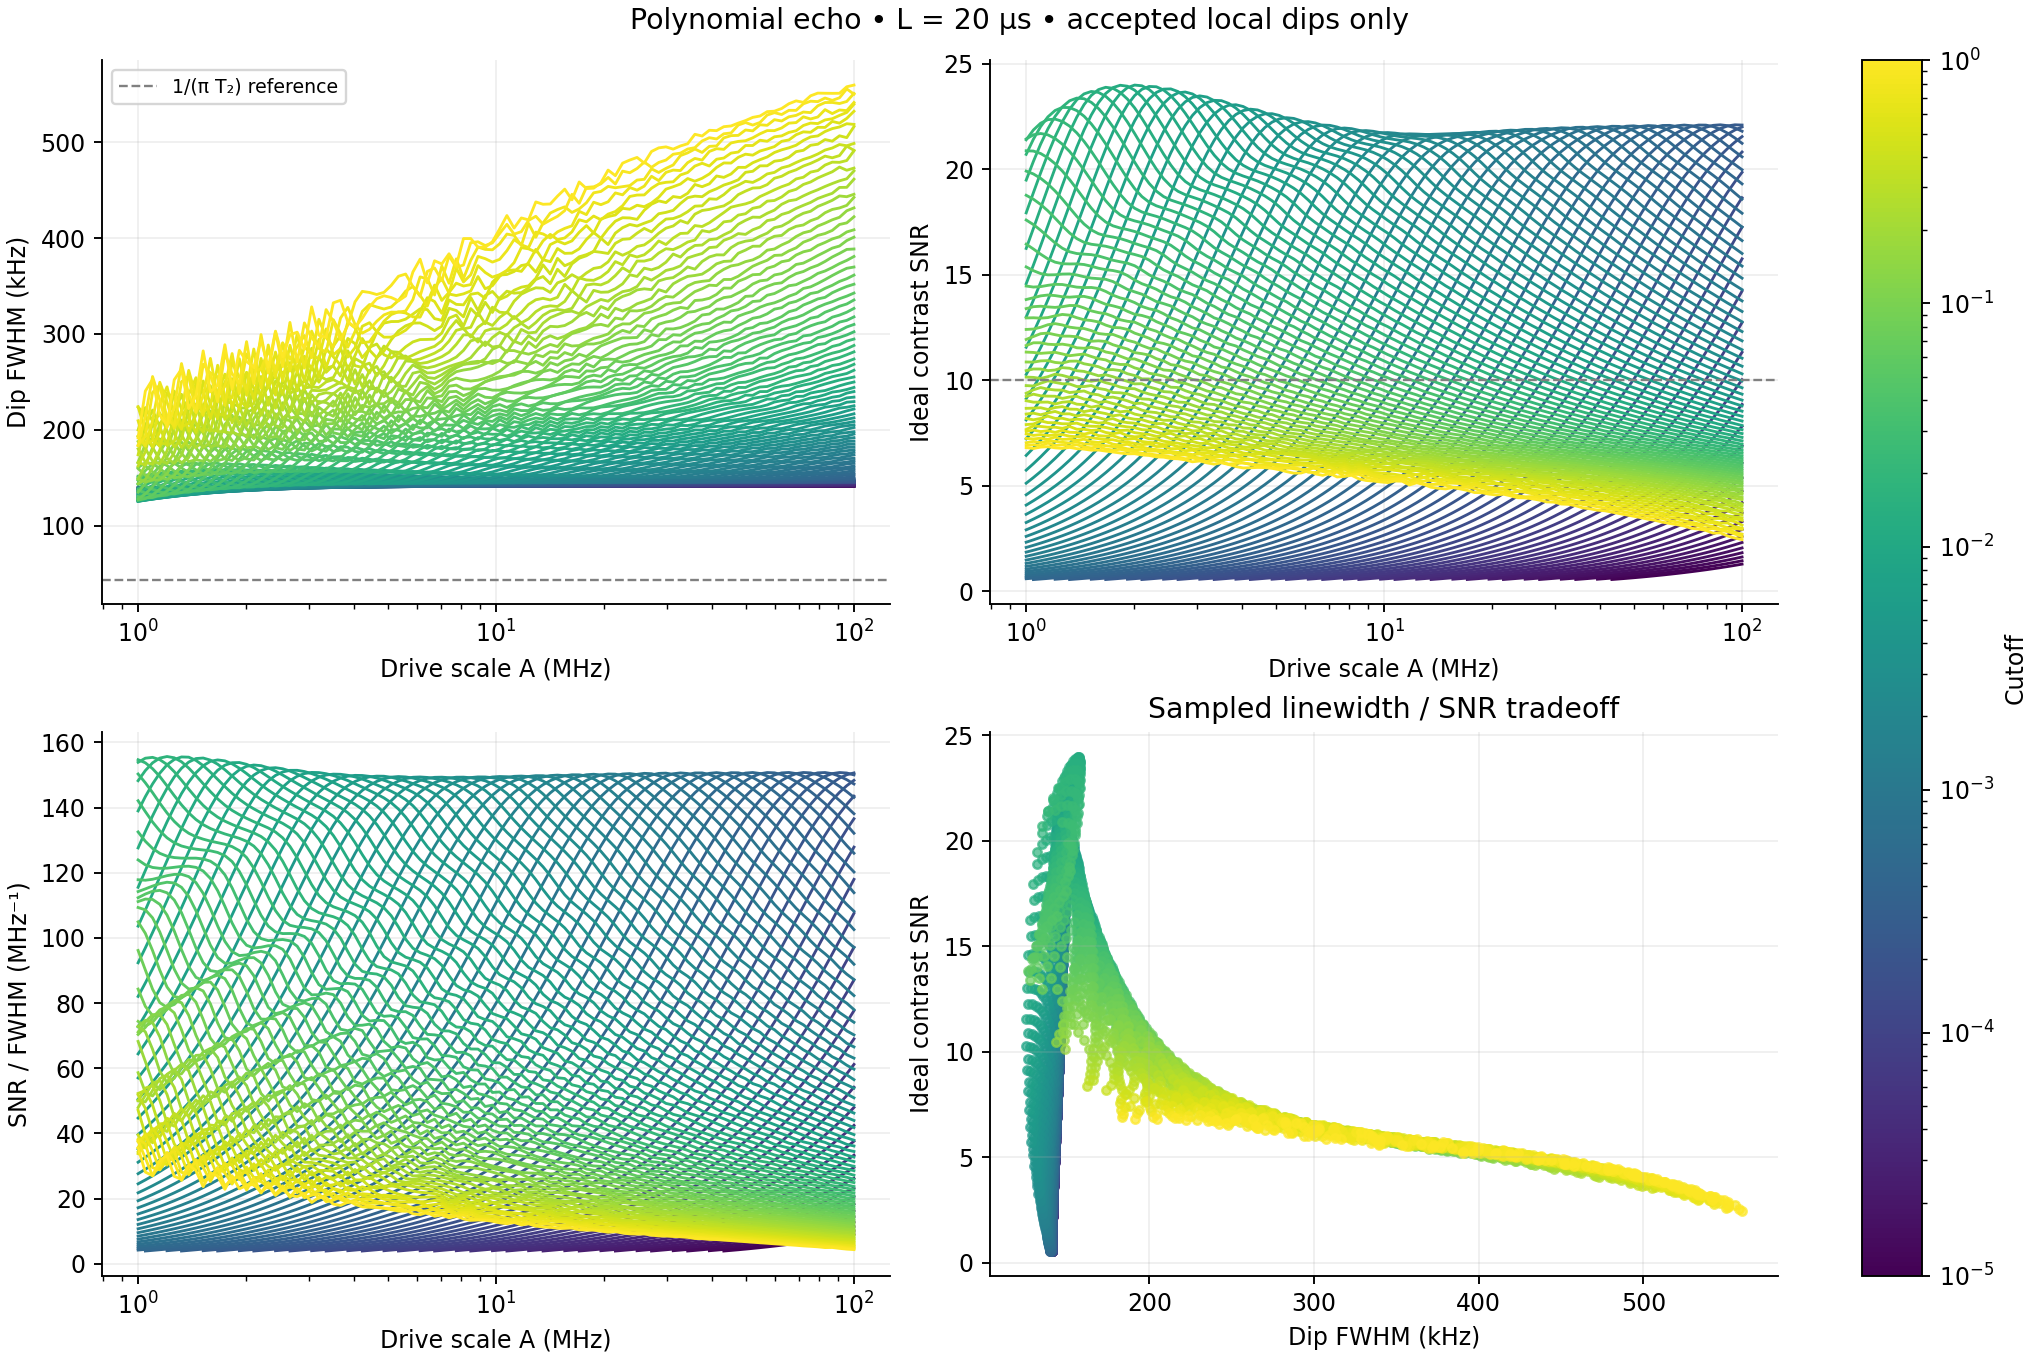 Polynomial echo • L = 20 μs • accepted local dips only
1/(π T₂) reference
Dip FWHM (kHz)
500
400
300
200
100
10⁰ 10¹ 10²
Drive scale A (MHz)
Ideal contrast SNR
25
20
15
10
5
0
10⁰ 10¹ 10²
Drive scale A (MHz)
SNR / FWHM (MHz⁻¹)
160
140
120
100
80
60
40
20
0
10⁰ 10¹ 10²
Drive scale A (MHz)
Sampled linewidth / SNR tradeoff
Ideal contrast SNR
25
20
15
10
5
0
200 300 400 500
Dip FWHM (kHz)
10⁰
10⁻¹
10⁻²
10⁻³
10⁻⁴
10⁻⁵
Cutoff